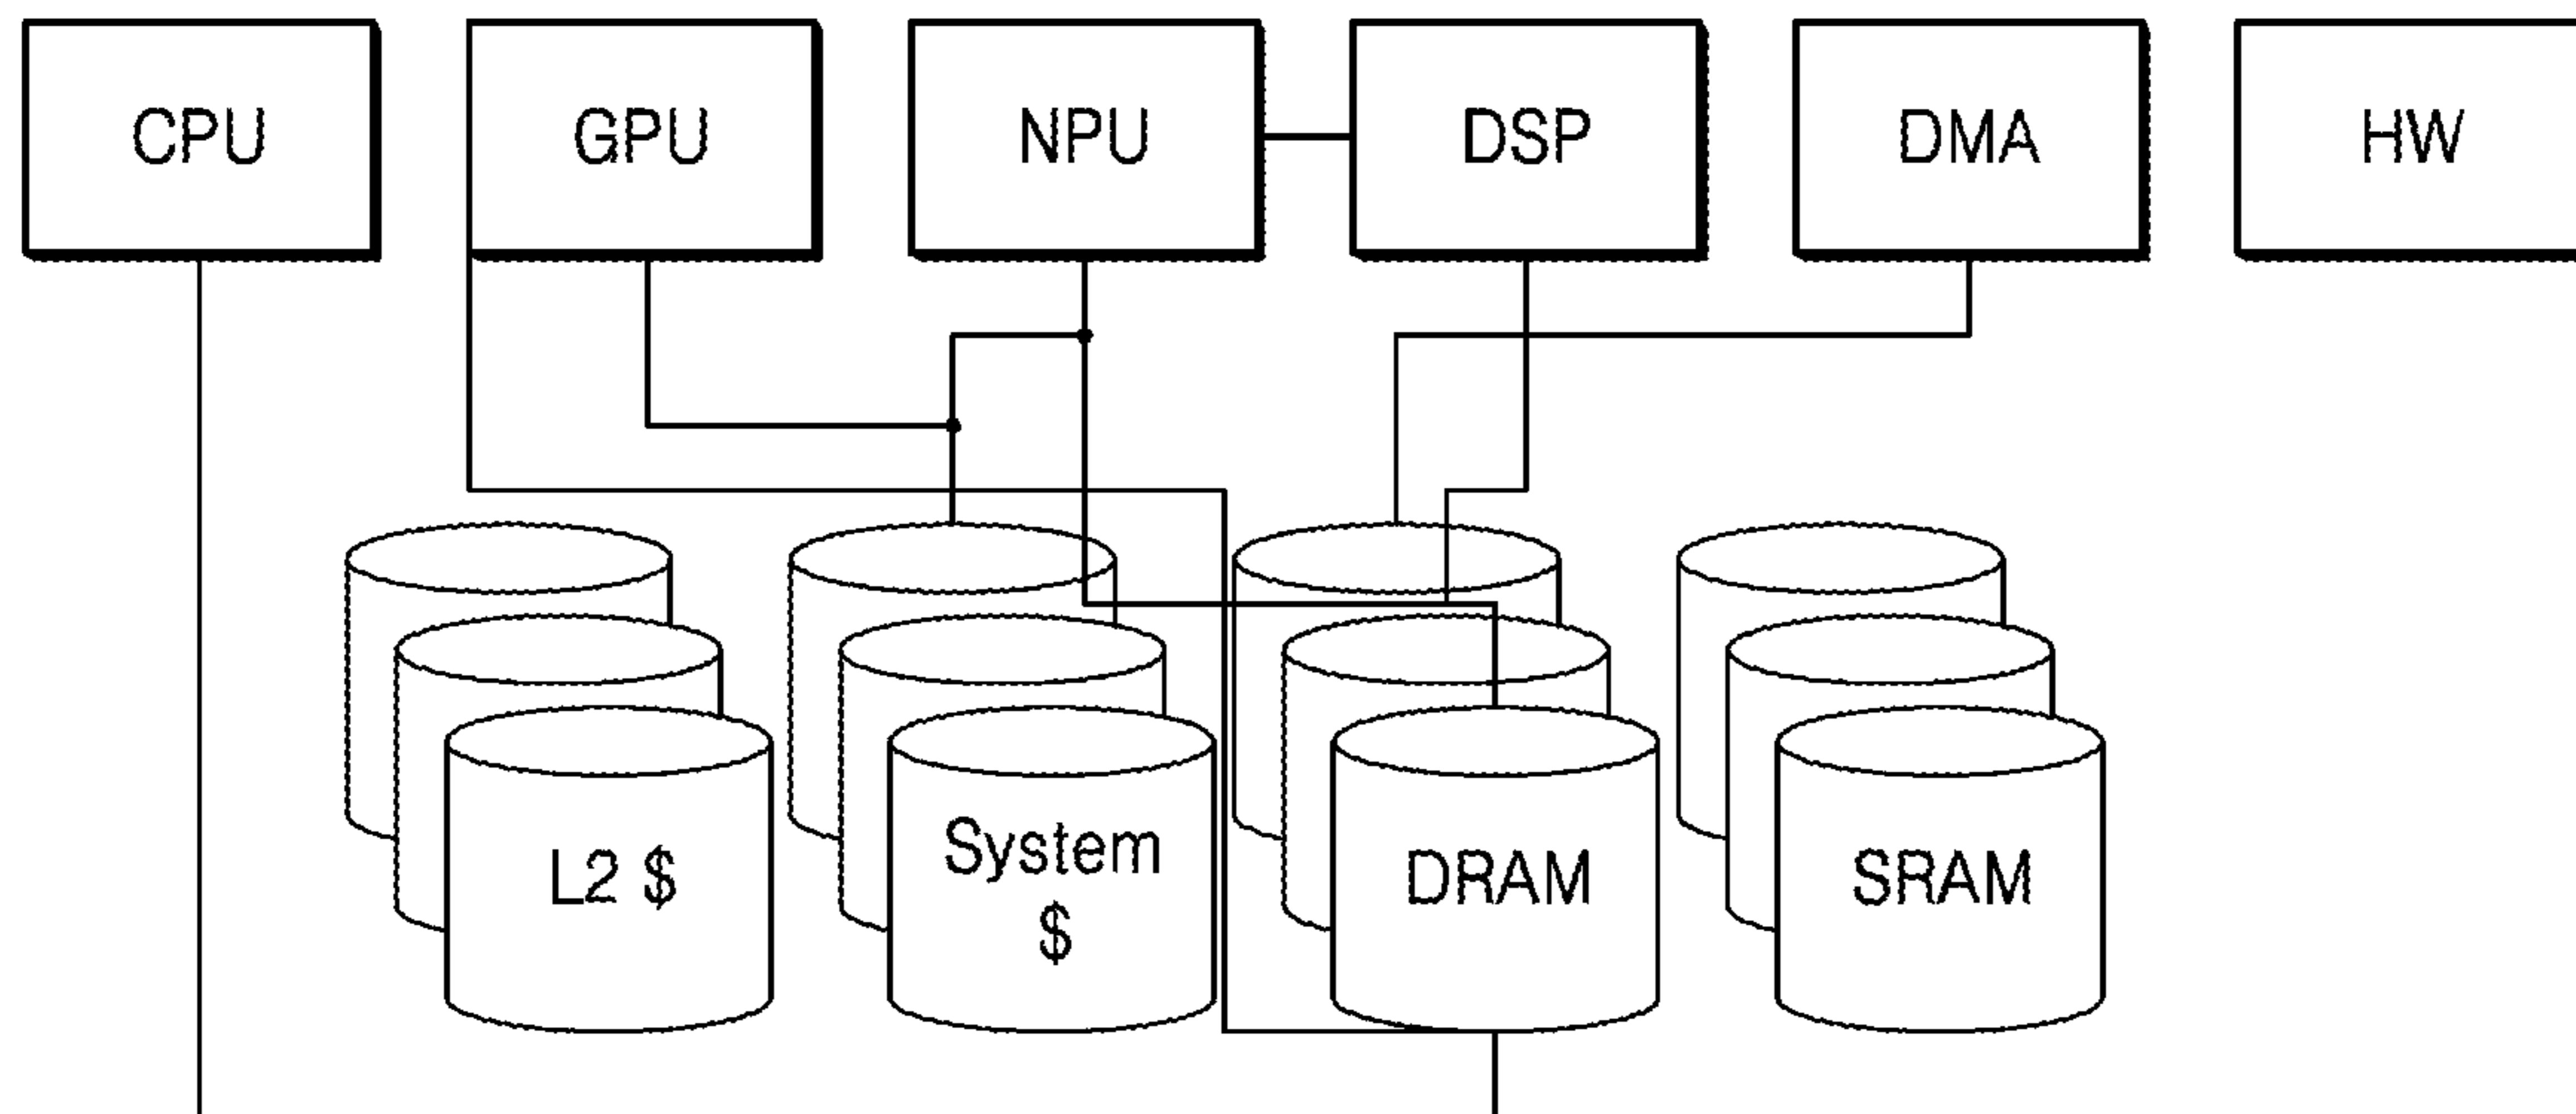 CPU
GPU
NPU
DSP
DMA
HW
L2 $
System
$
DRAM
SRAM